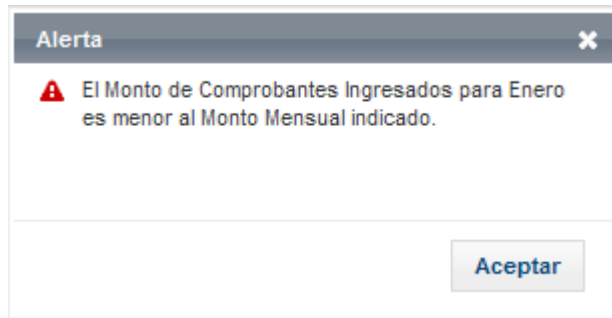 Alerta
El Monto de Comprobantes Ingresados para Enero
es menor al Monto Mensual indicado.
Aceptar